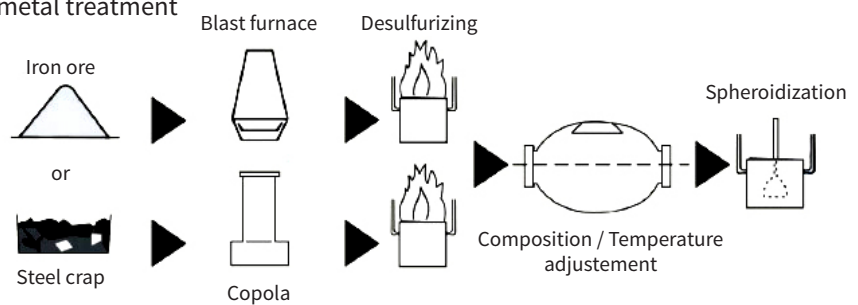 metal treatment
Blast furnace
Desulfurizing
Iron ore
Spheroidization
or
Composition / Temperature
adjustement
Steel crap
Copola